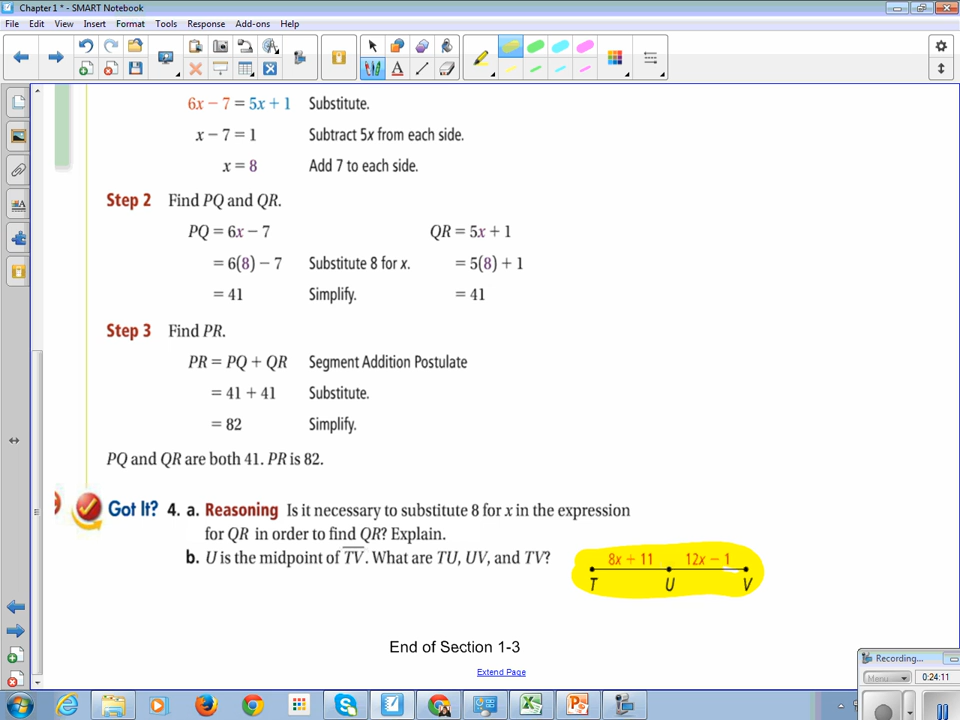 Chapter 1 * - SMART Notebook
File Edit View Insert Format Tools Response Add-ons Help
6x − 7 = 5x + 1 Substitute.
x − 7 = 1 Subtract 5x from each side.
x = 8 Add 7 to each side.
Step 2 Find PQ and QR.
PQ = 6x − 7 QR = 5x + 1
= 6(8) − 7 Substitute 8 for x. = 5(8) + 1
= 41 Simplify. = 41
Step 3 Find PR.
PR = PQ + QR Segment Addition Postulate
= 41 + 41 Substitute.
= 82 Simplify.
PQ and QR are both 41. PR is 82.
Got It? 4. a. Reasoning Is it necessary to substitute 8 for x in the expression
for QR in order to find QR? Explain.
b. U is the midpoint of TV. What are TU, UV, and TV?
8x + 11 12x − 1
T U V
End of Section 1-3
Extend Page
Recording...
Menu 0:24:11